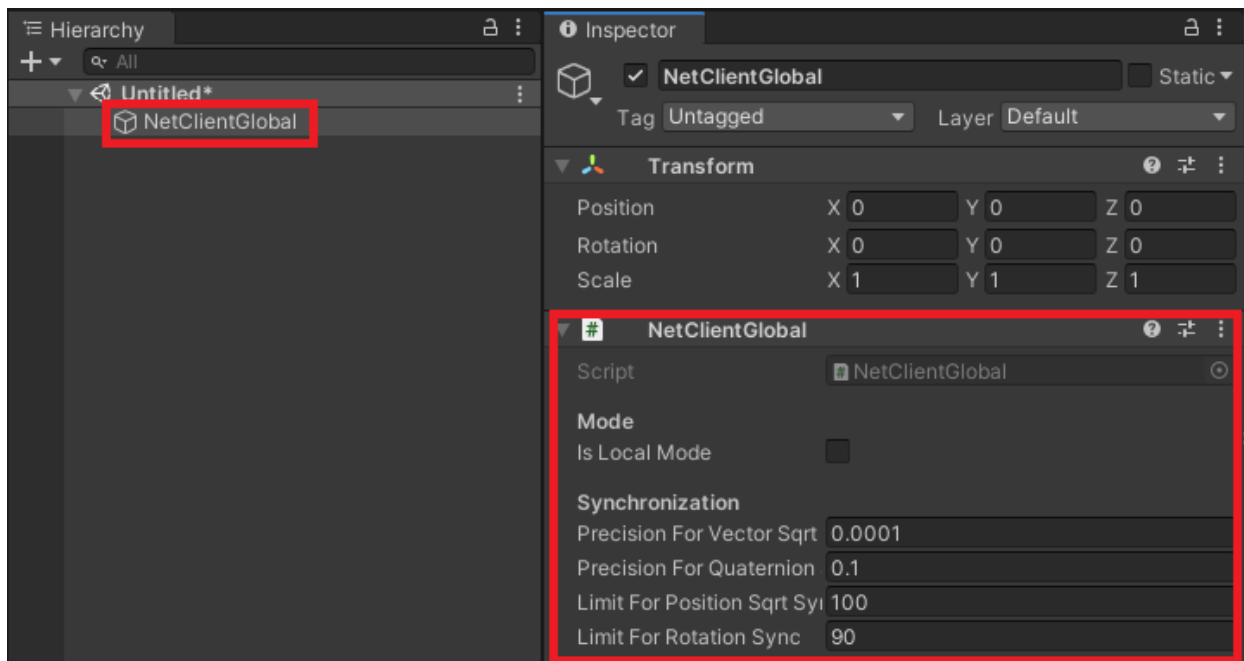 Hierarchy
All
Untitled*
NetClientGlobal
Inspector
NetClientGlobal Static
Tag Untagged Layer Default
Transform
Position X 0 Y 0 Z 0
Rotation X 0 Y 0 Z 0
Scale X 1 Y 1 Z 1
# NetClientGlobal
Script # NetClientGlobal
Mode
Is Local Mode
Synchronization
Precision For Vector Sqrt 0.0001
Precision For Quaternion 0.1
Limit For Position Sqrt Syı 100
Limit For Rotation Sync 90